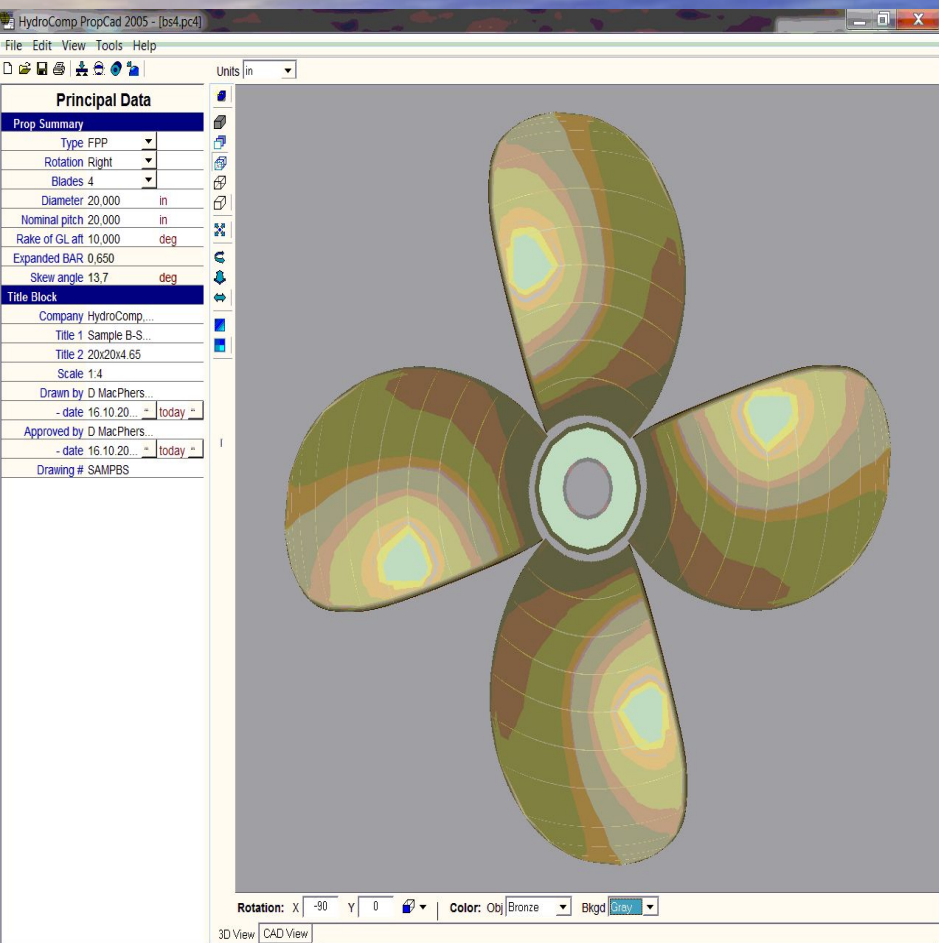 HydroComp PropCad 2005 - [bs4.pc4]
File Edit View Tools Help
Units in
Principal Data
Prop Summary
Type FPP
Rotation Right
Blades 4
Diameter 20,000 in
Nominal pitch 20,000 in
Rake of GL aft 10,000 deg
Expanded BAR 0,650
Skew angle 13,7 deg
Title Block
Company HydroComp,...
Title 1 Sample B-S...
Title 2 20x20x4.65
Scale 1:4
Drawn by D MacPhers...
- date 16.10.20... today
Approved by D MacPhers...
- date 16.10.20... today
Drawing # SAMPBS
Rotation: X -90 Y 0 Color: Obj Bronze Bkgd Gray
3D View CAD View